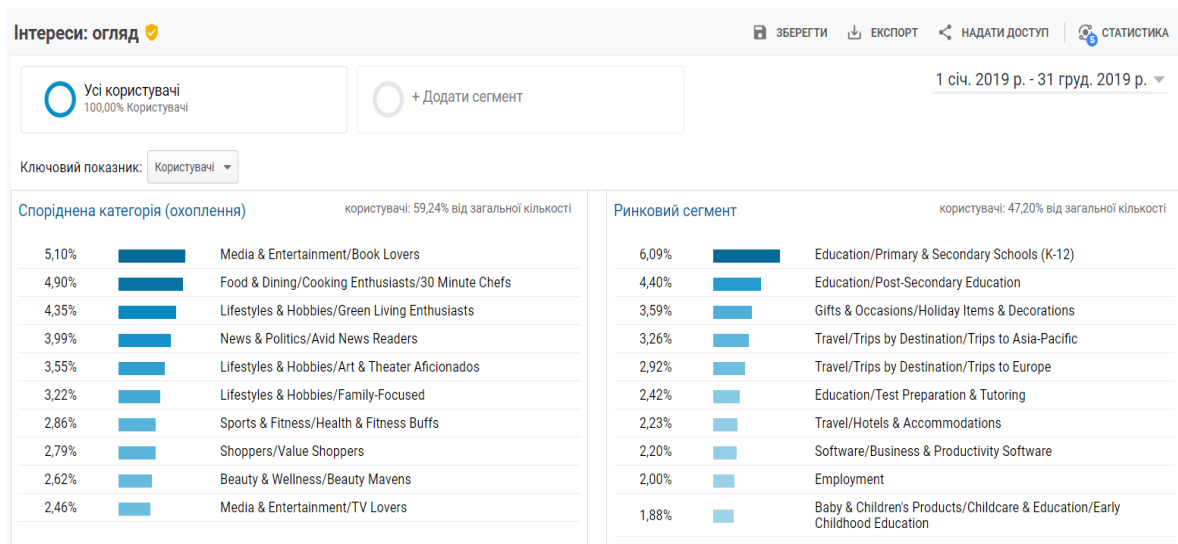 Інтереси: огляд
ЗБЕРЕГТИ ЕКСПОРТ НАДАТИ ДОСТУП 5 СТАТИСТИКА
Усі користувачі
100,00% Користувачі
+ Додати сегмент
1 січ. 2019 р. - 31 груд. 2019 р.
Ключовий показник: Користувачі
Споріднена категорія (охоплення) користувачі: 59,24% від загальної кількості
5,10% Media & Entertainment/Book Lovers
4,90% Food & Dining/Cooking Enthusiasts/30 Minute Chefs
4,35% Lifestyles & Hobbies/Green Living Enthusiasts
3,99% News & Politics/Avid News Readers
3,55% Lifestyles & Hobbies/Art & Theater Aficionados
3,22% Lifestyles & Hobbies/Family-Focused
2,86% Sports & Fitness/Health & Fitness Buffs
2,79% Shoppers/Value Shoppers
2,62% Beauty & Wellness/Beauty Mavens
2,46% Media & Entertainment/TV Lovers
Ринковий сегмент користувачі: 47,20% від загальної кількості
6,09% Education/Primary & Secondary Schools (K-12)
4,40% Education/Post-Secondary Education
3,59% Gifts & Occasions/Holiday Items & Decorations
3,26% Travel/Trips by Destination/Trips to Asia-Pacific
2,92% Travel/Trips by Destination/Trips to Europe
2,42% Education/Test Preparation & Tutoring
2,23% Travel/Hotels & Accommodations
2,20% Software/Business & Productivity Software
2,00% Employment
1,88% Baby & Children's Products/Childcare & Education/Early
Childhood Education